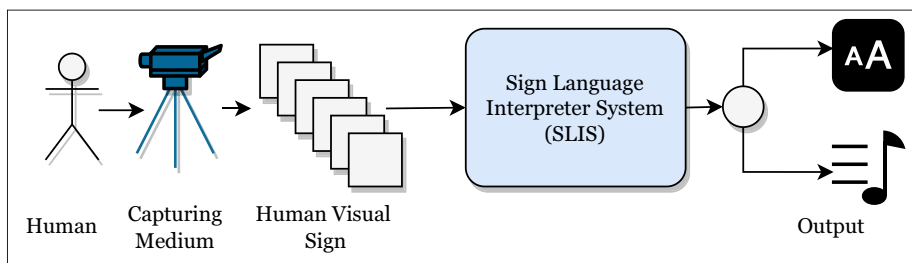 Human
Capturing
Medium
Human Visual
Sign
Sign Language
Interpreter System
(SLIS)
AA
Output